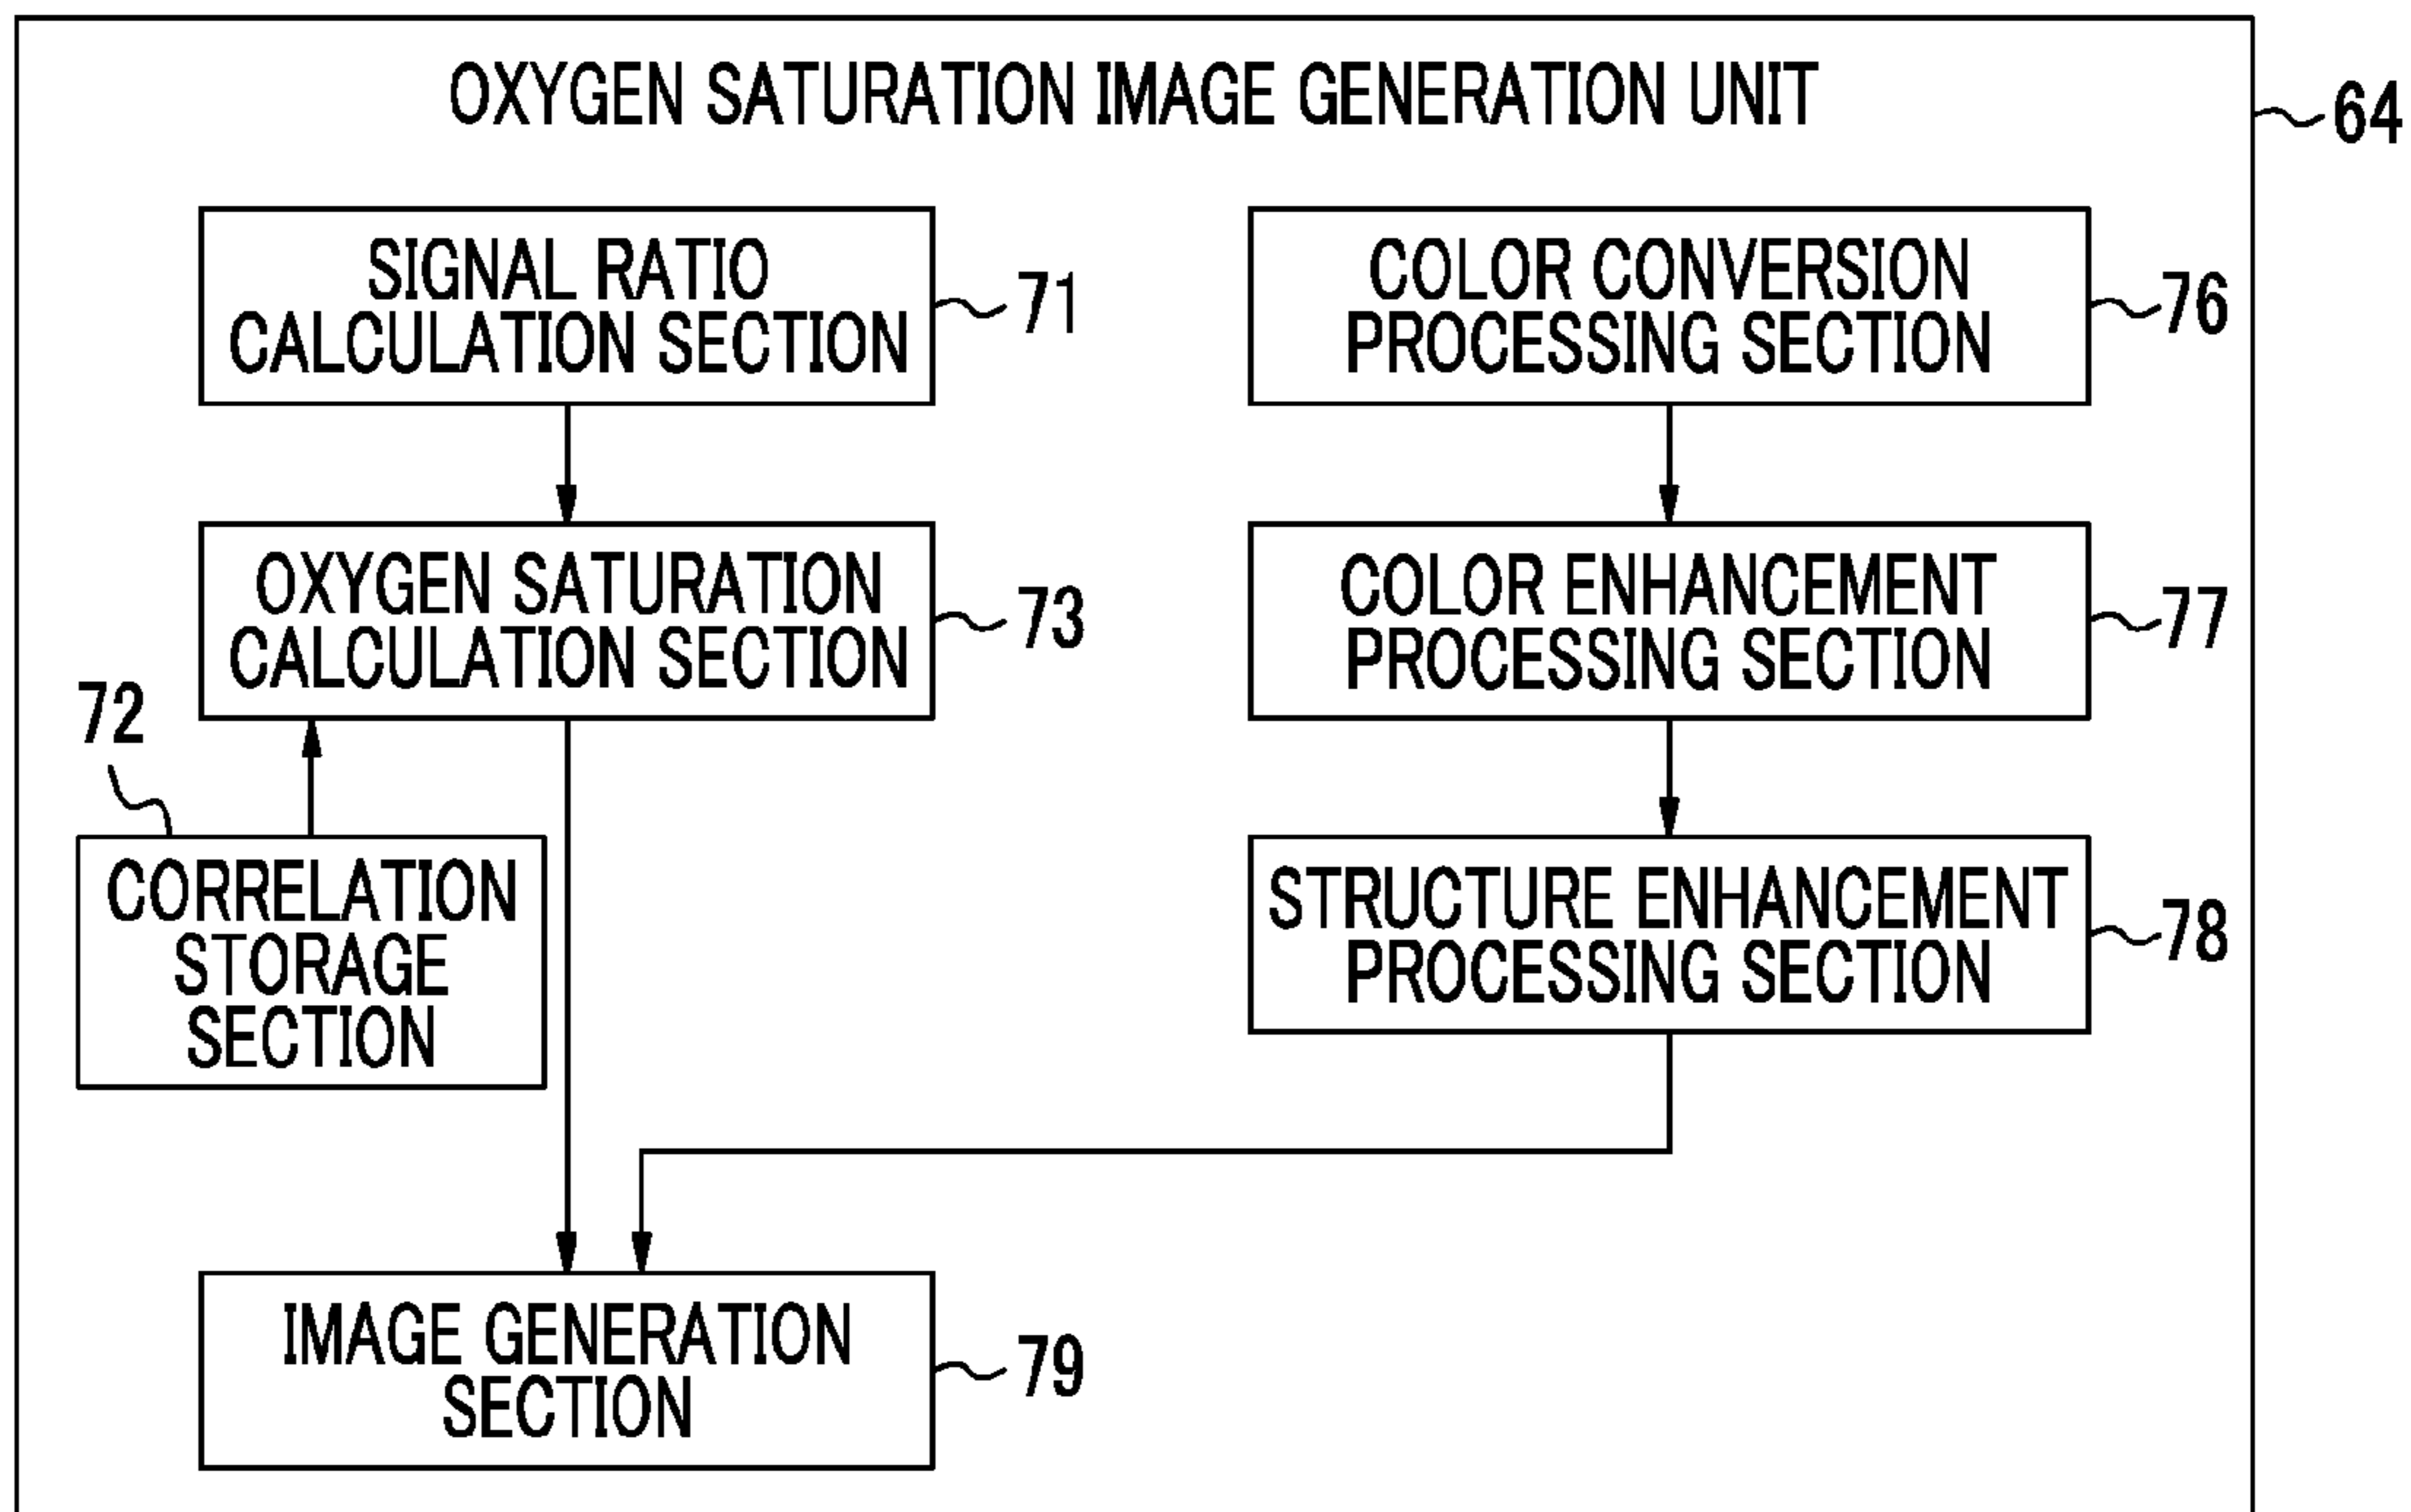 OXYGEN SATURATION IMAGE GENERATION UNIT
64
SIGNAL RATIO
CALCULATION SECTION
71
COLOR CONVERSION
PROCESSING SECTION
76
OXYGEN SATURATION
CALCULATION SECTION
73
COLOR ENHANCEMENT
PROCESSING SECTION
77
72
CORRELATION
STORAGE
SECTION
STRUCTURE ENHANCEMENT
PROCESSING SECTION
78
IMAGE GENERATION
SECTION
79